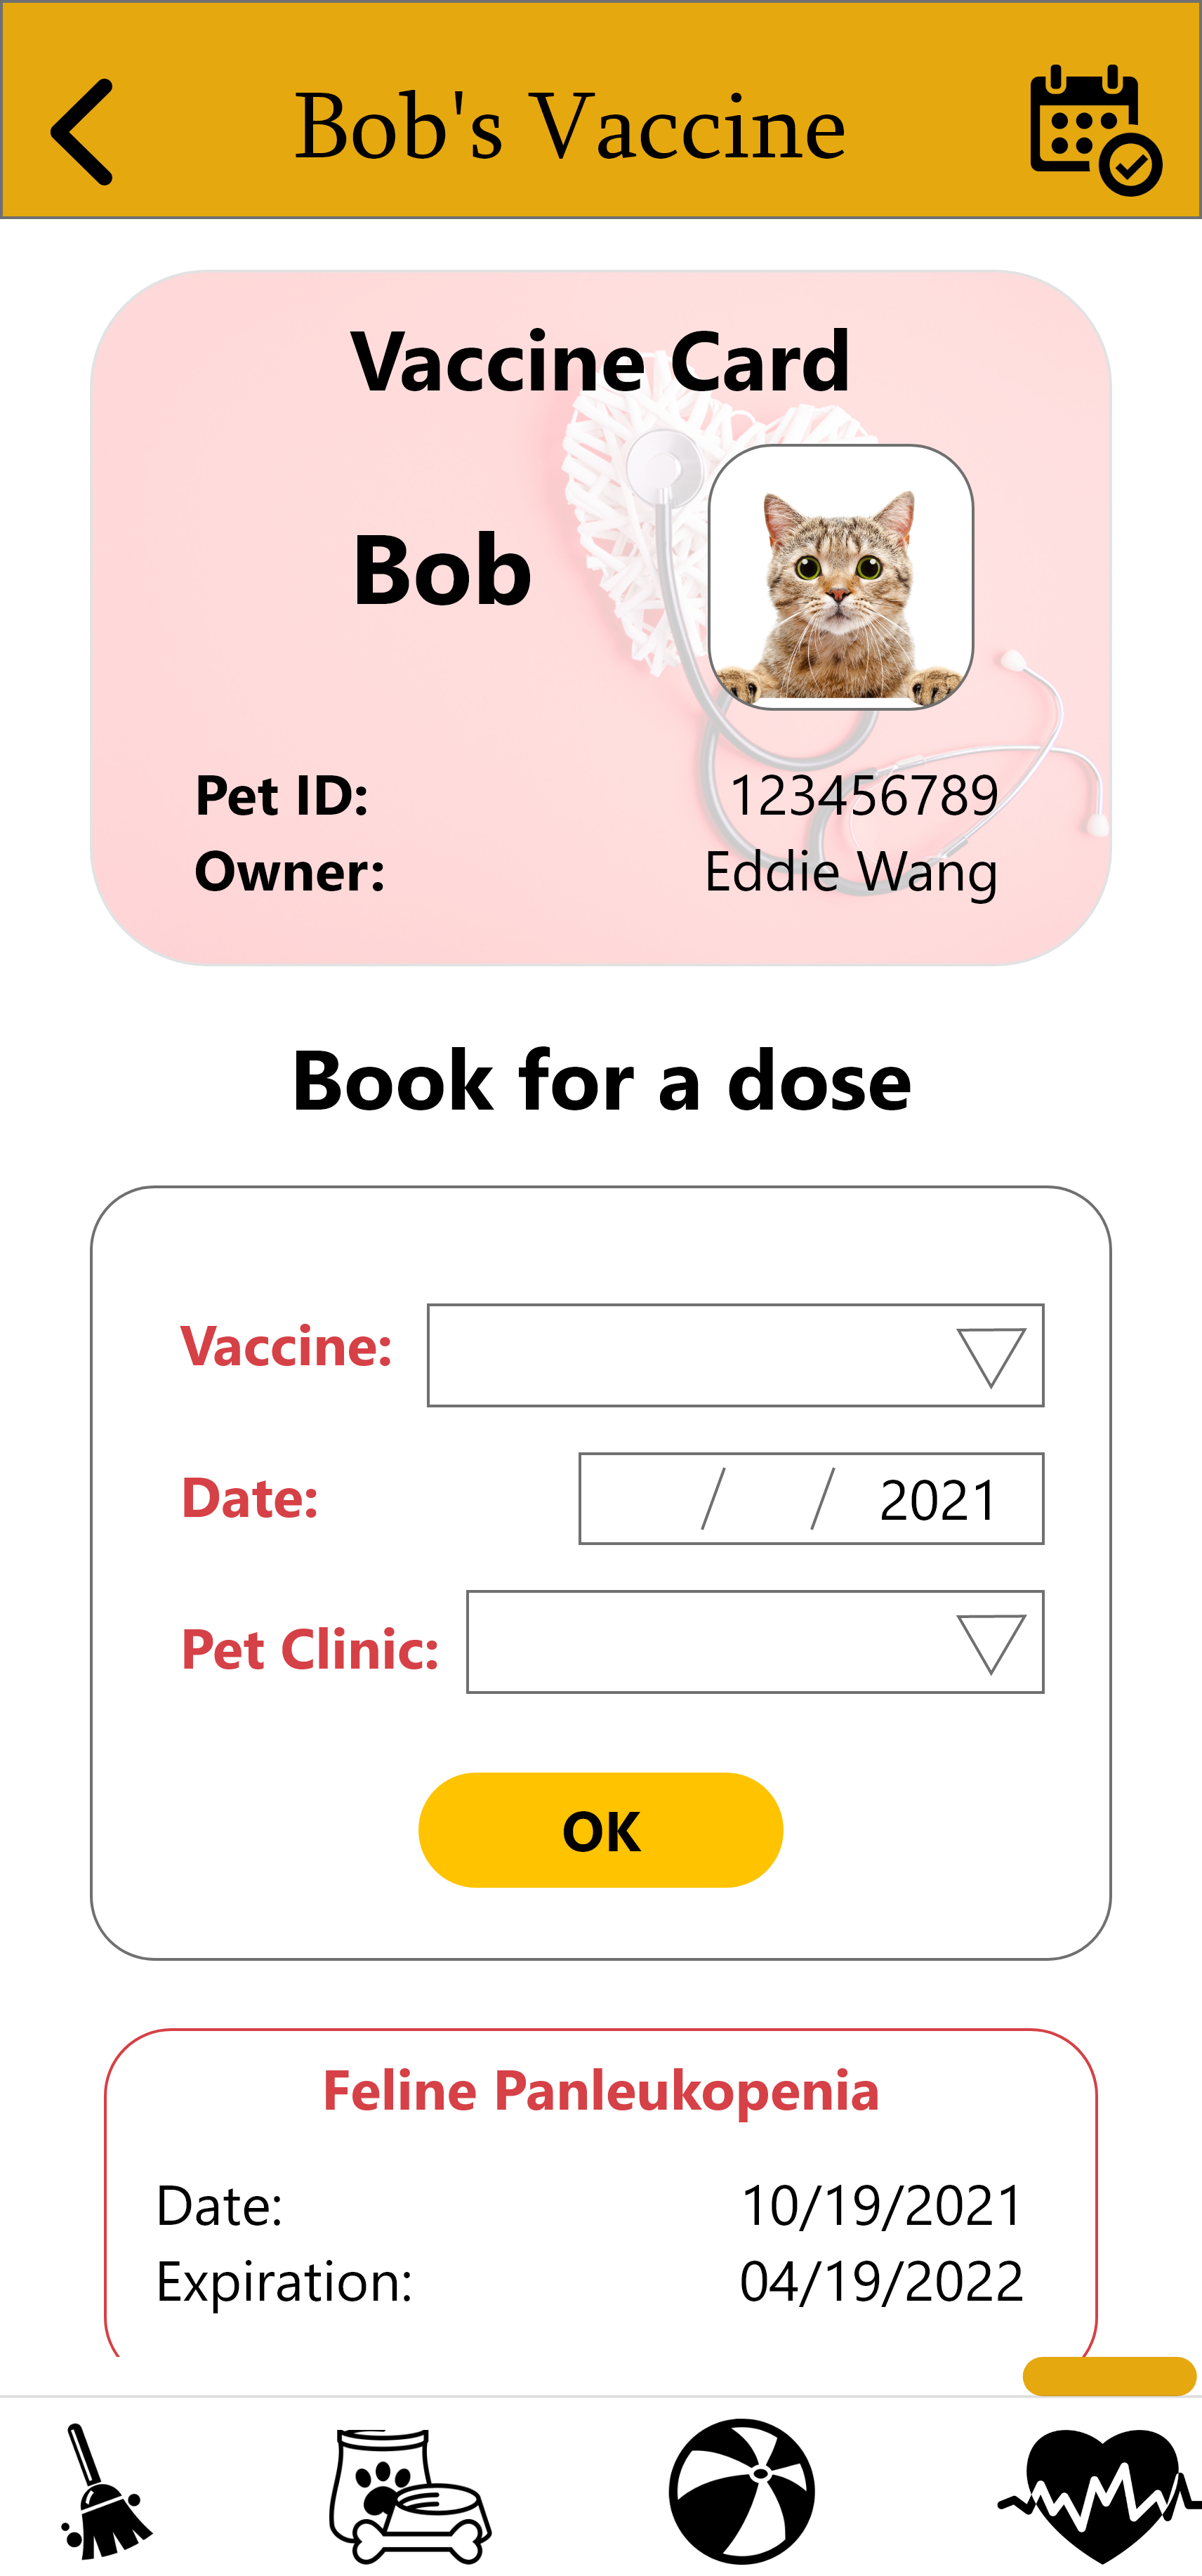 Bob's Vaccine
Vaccine Card
Bob
Pet ID: 123456789
Owner: Eddie Wang
Book for a dose
Vaccine:
Date: / / 2021
Pet Clinic:
OK
Feline Panleukopenia
Date: 10/19/2021
Expiration: 04/19/2022